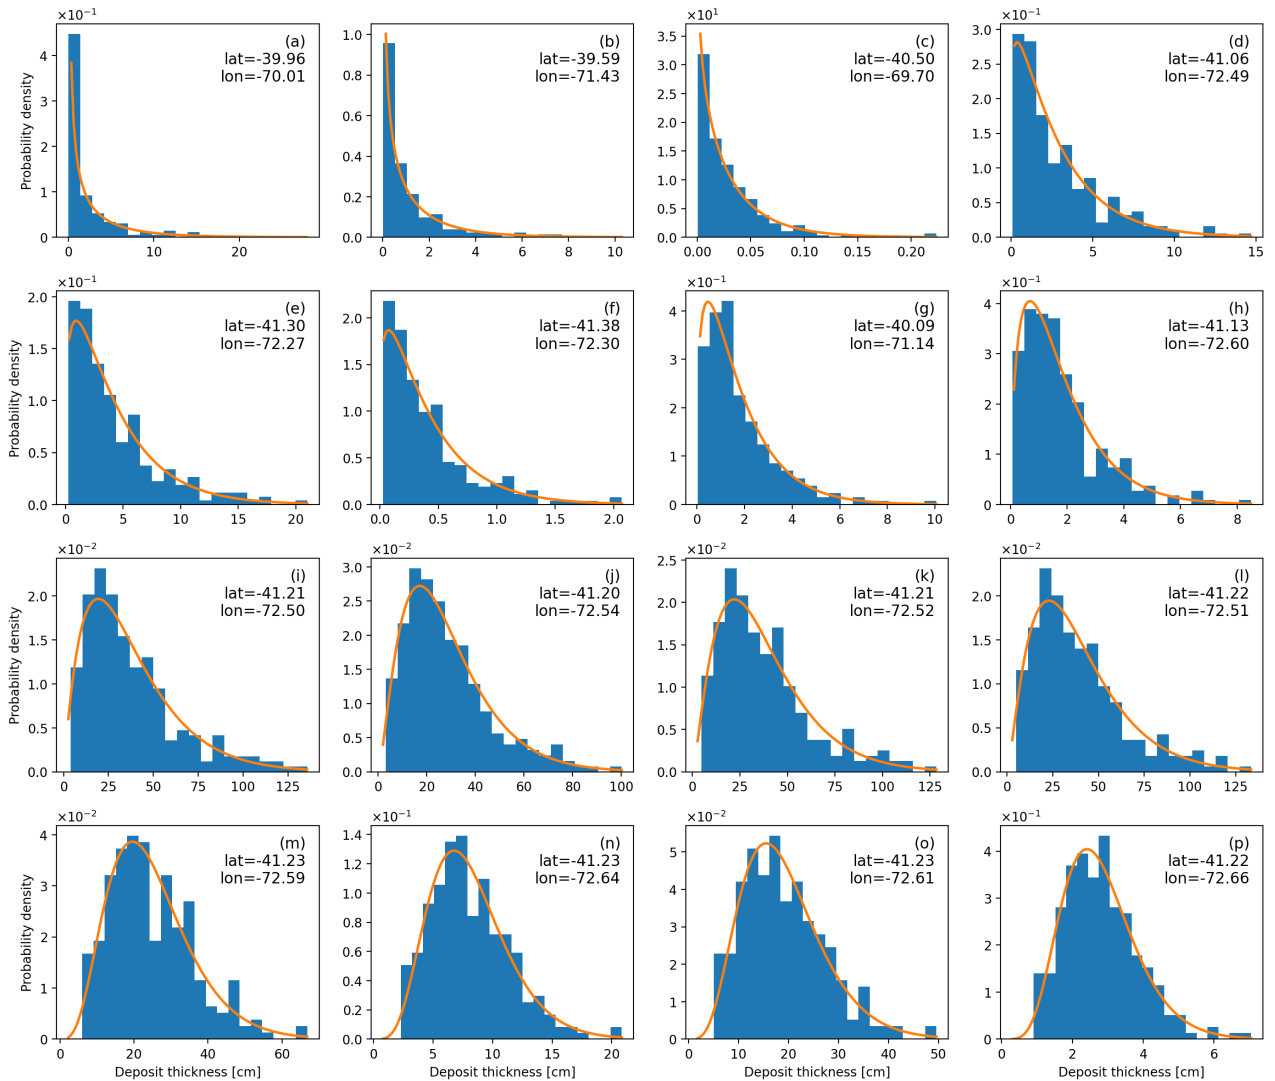 ×10⁻¹
(a)
lat=-39.96
lon=-70.01
Probability density
4
3
2
1
0
0 10 20
(b)
lat=-39.59
lon=-71.43
1.0
0.8
0.6
0.4
0.2
0.0
0 2 4 6 8 10
×10¹
(c)
lat=-40.50
lon=-69.70
3.5
3.0
2.5
2.0
1.5
1.0
0.5
0.0
0.00 0.05 0.10 0.15 0.20
×10⁻¹
(d)
lat=-41.06
lon=-72.49
3.0
2.5
2.0
1.5
1.0
0.5
0.0
0 5 10 15
×10⁻¹
(e)
lat=-41.30
lon=-72.27
Probability density
2.0
1.5
1.0
0.5
0.0
0 5 10 15 20
(f)
lat=-41.38
lon=-72.30
2.0
1.5
1.0
0.5
0.0
0.0 0.5 1.0 1.5 2.0
×10⁻¹
(g)
lat=-40.09
lon=-71.14
4
3
2
1
0
0 2 4 6 8 10
×10⁻¹
(h)
lat=-41.13
lon=-72.60
4
3
2
1
0
0 2 4 6 8
×10⁻²
(i)
lat=-41.21
lon=-72.50
Probability density
2.0
1.5
1.0
0.5
0.0
0 25 50 75 100 125
×10⁻²
(j)
lat=-41.20
lon=-72.54
3.0
2.5
2.0
1.5
1.0
0.5
0.0
0 20 40 60 80 100
×10⁻²
(k)
lat=-41.21
lon=-72.52
2.5
2.0
1.5
1.0
0.5
0.0
0 25 50 75 100 125
×10⁻²
(l)
lat=-41.22
lon=-72.51
2.0
1.5
1.0
0.5
0.0
0 25 50 75 100 125
×10⁻²
(m)
lat=-41.23
lon=-72.59
Probability density
4
3
2
1
0
0 20 40 60
Deposit thickness [cm]
×10⁻¹
(n)
lat=-41.23
lon=-72.64
1.4
1.2
1.0
0.8
0.6
0.4
0.2
0.0
0 5 10 15 20
Deposit thickness [cm]
×10⁻²
(o)
lat=-41.23
lon=-72.61
5
4
3
2
1
0
0 10 20 30 40 50
Deposit thickness [cm]
×10⁻¹
(p)
lat=-41.22
lon=-72.66
4
3
2
1
0
0 2 4 6
Deposit thickness [cm]